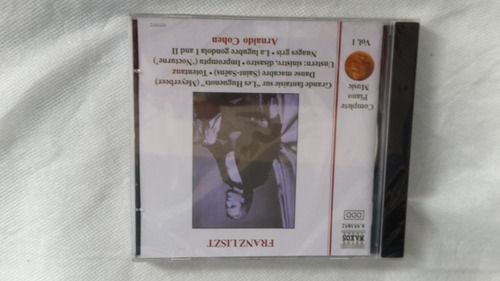 FRANZ LISZT
Grande fantaisie sur "Les Huguenots" (Meyerbeer)
Danse macabre (Saint-Saëns) • Totentanz
Unstern: sinistre, disastro • Impromptu ('Nocturne')
Nuages gris • La lugubre gondola I and II
Arnaldo Cohen
NAXOS
DDD
Complete
Piano
Music
Vol. 1